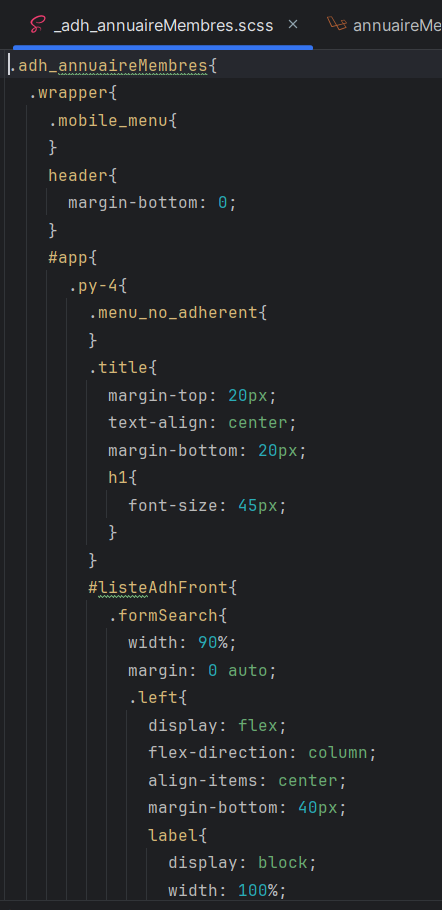 _adh_annuaireMembres.scss × annuaireMe
.adh_annuaireMembres{
.wrapper{
.mobile_menu{
}
header{
margin-bottom: 0;
}
#app{
.py-4{
.menu_no_adherent{
}
.title{
margin-top: 20px;
text-align: center;
margin-bottom: 20px;
h1{
font-size: 45px;
}
}
#listeAdhFront{
.formSearch{
width: 90%;
margin: 0 auto;
.left{
display: flex;
flex-direction: column;
align-items: center;
margin-bottom: 40px;
label{
display: block;
width: 100%;